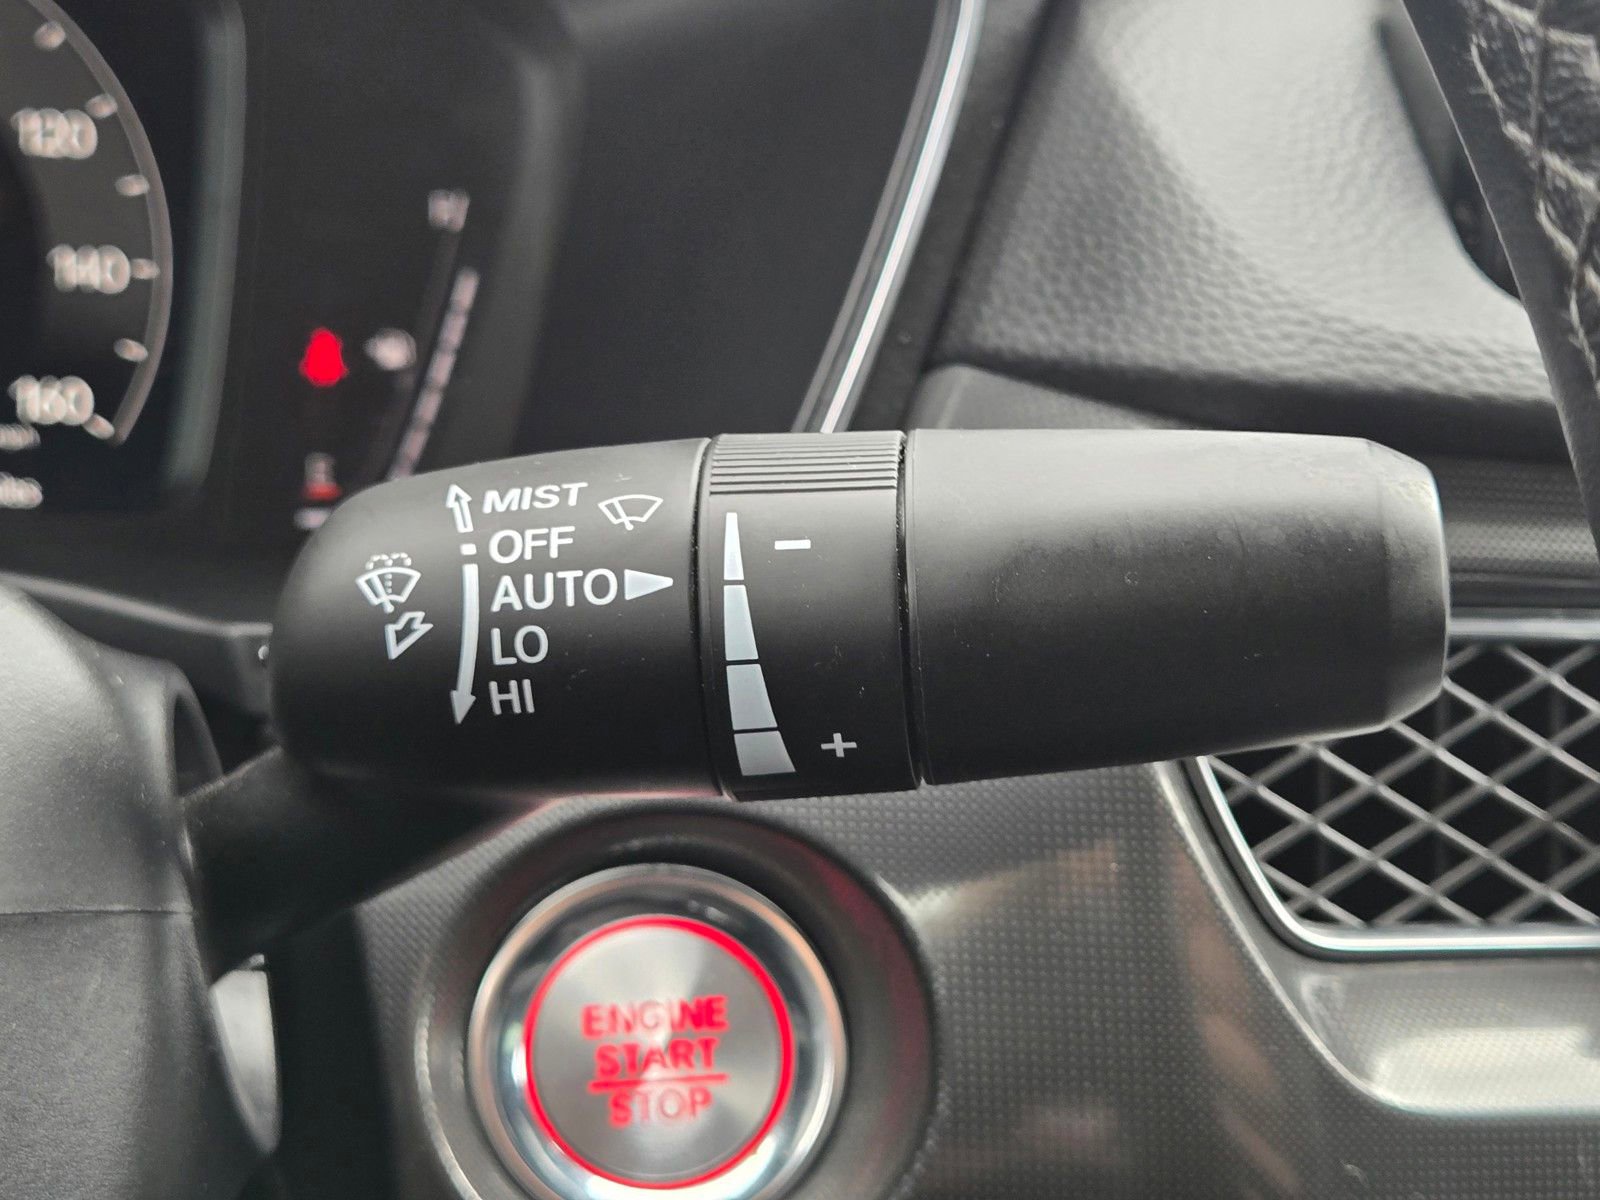 120
140
160
MIST
OFF
AUTO
LO
HI
−
+
ENGINE
START
STOP